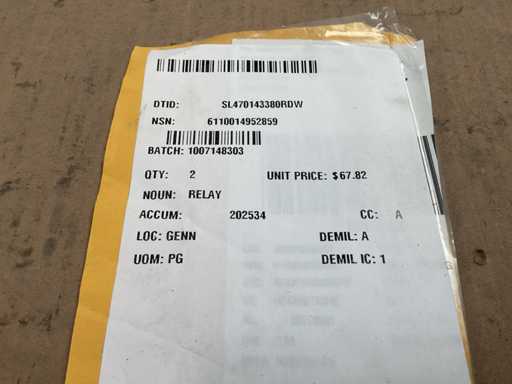 DTID: SL470143380RDW
NSN: 6110014952859
BATCH: 1007148303
QTY: 2 UNIT PRICE: $67.82
NOUN: RELAY
ACCUM: 202534 CC: A
LOC: GENN DEMIL: A
UOM: PG DEMIL IC: 1